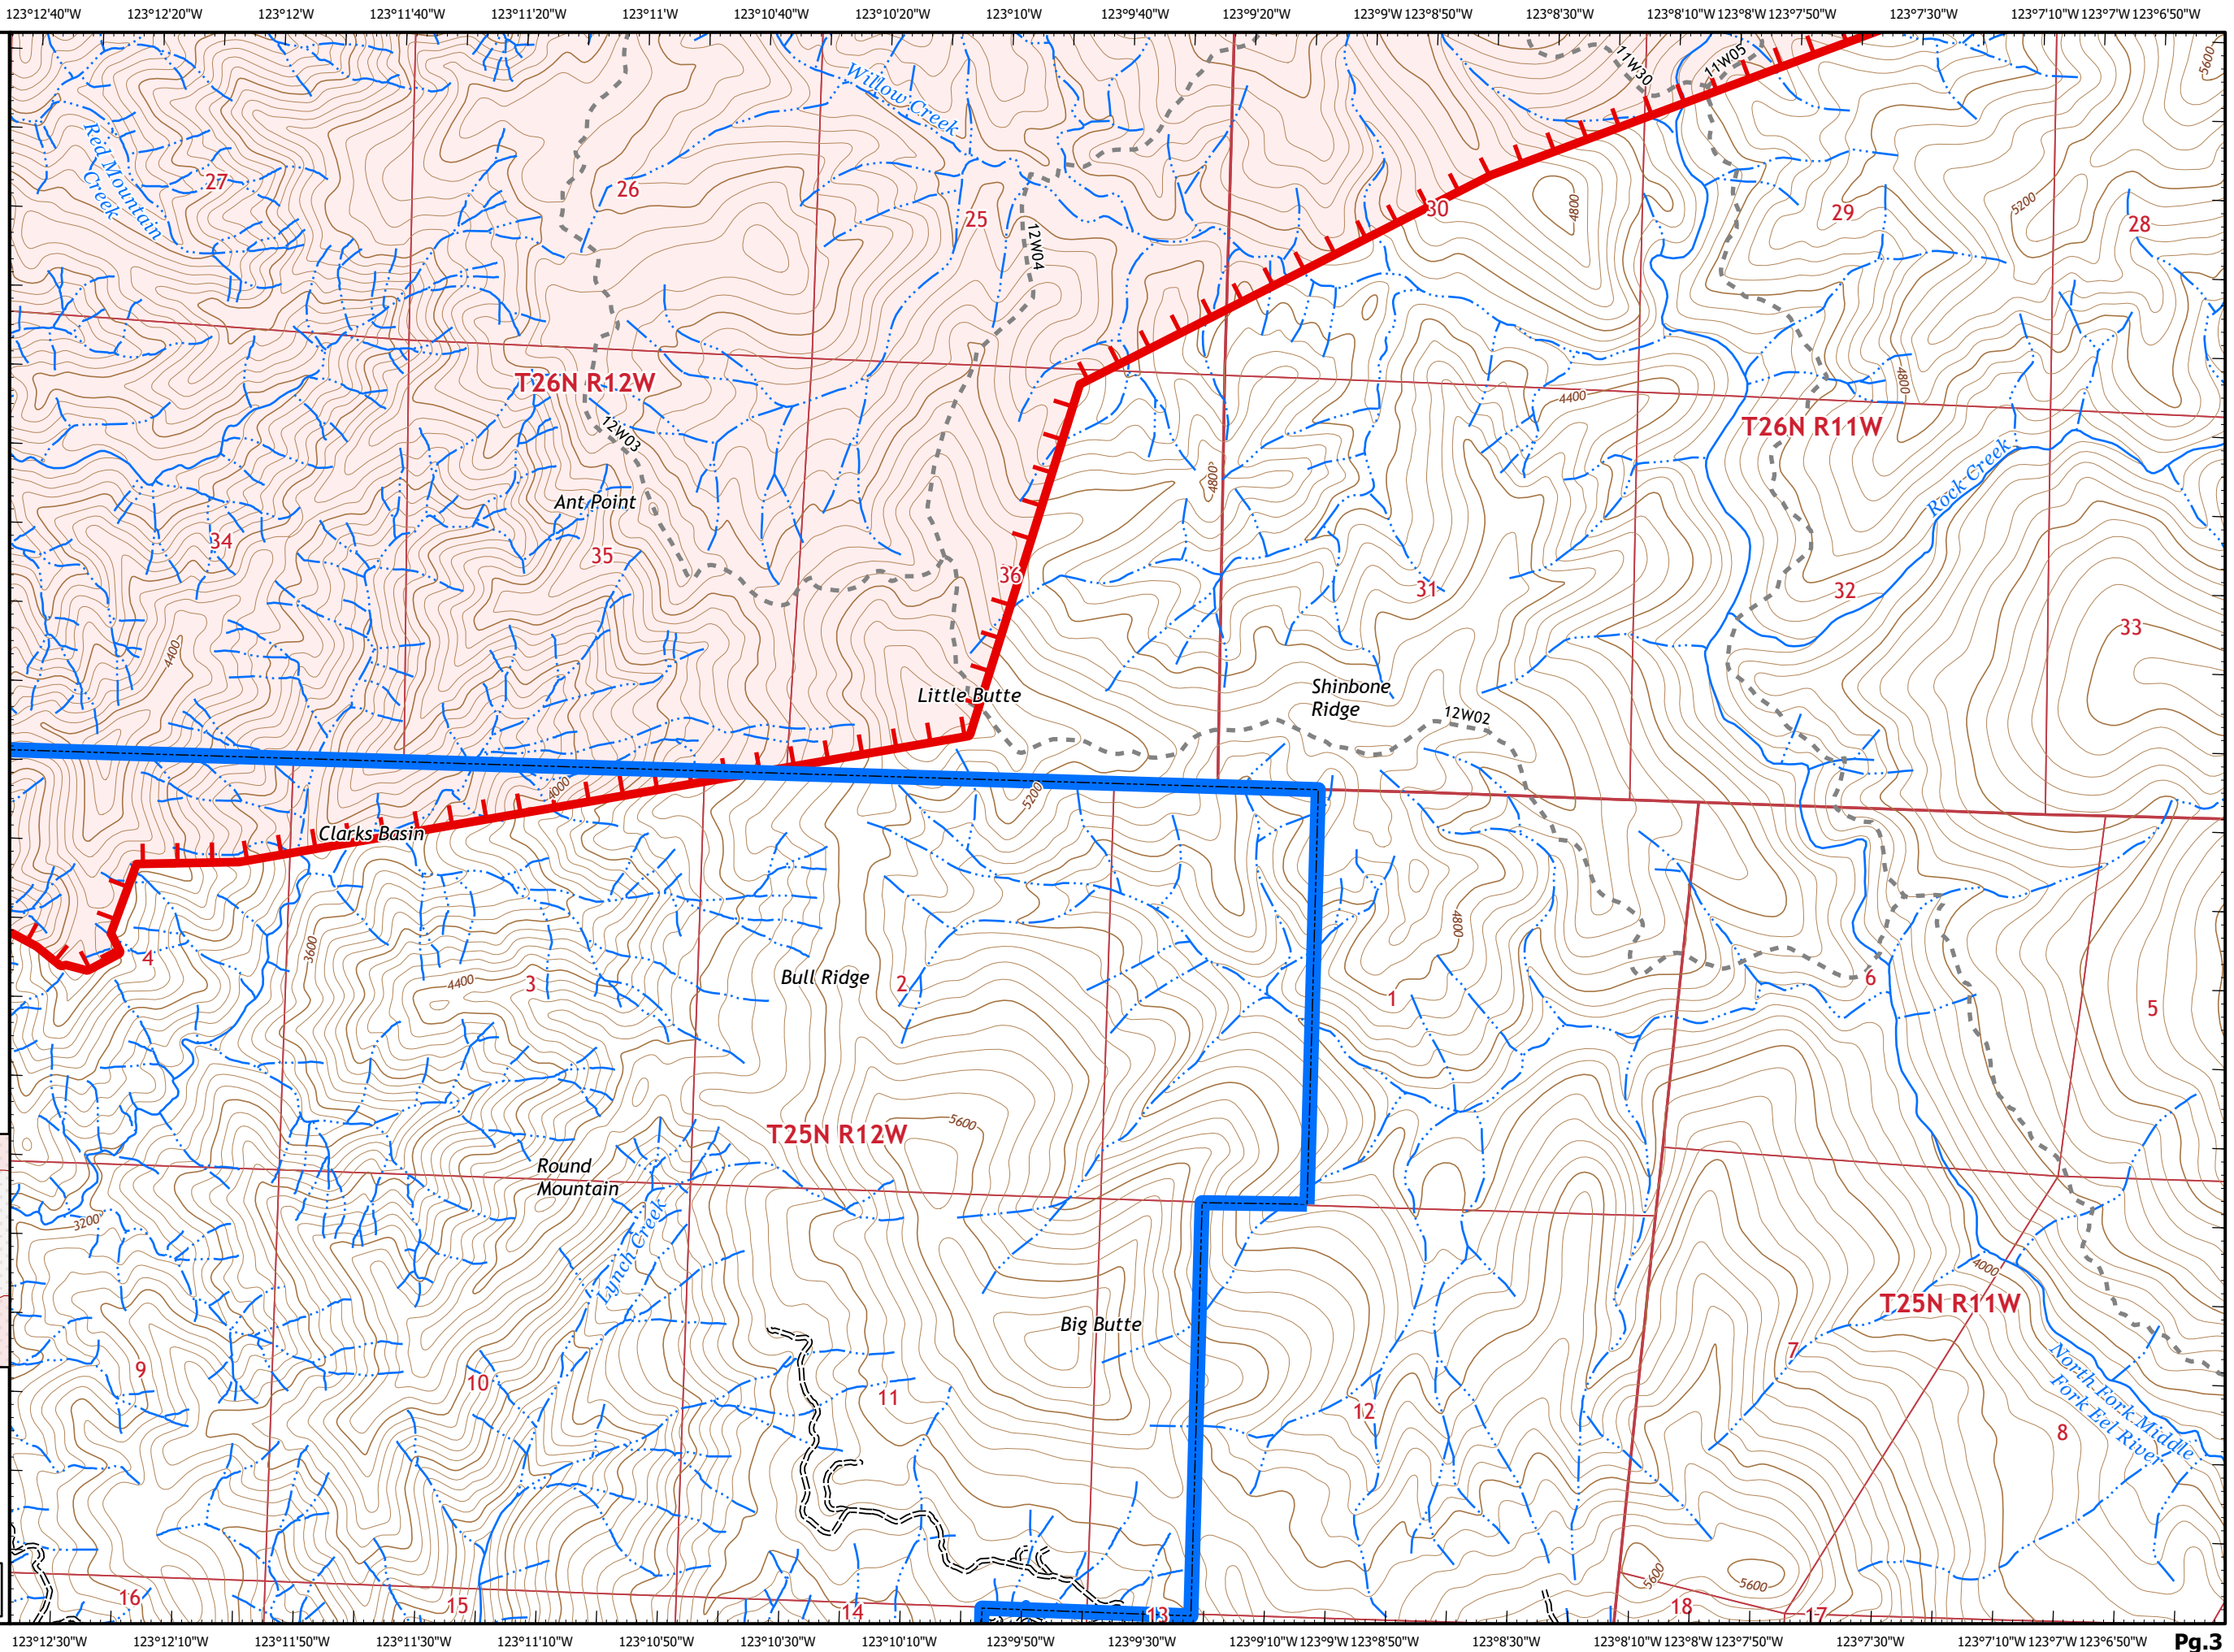 123°12'40"W 123°12'20"W 123°12'W 123°11'40"W 123°11'20"W 123°11'W 123°10'40"W 123°10'20"W 123°10'W 123°9'40"W 123°9'20"W 123°9'W 123°8'50"W 123°8'30"W 123°8'10"W 123°8'W 123°7'50"W 123°7'30"W 123°7'10"W 123°7'W 123°6'50"W
11W30
11W05
5600
Willow Creek
Red Mountain
Creek
27
26
25
30
4800
29
5200
28
12W04
T26N R12W
4400
4800
T26N R11W
12W03
Ant Point
4800
Rock Creek
34
35
36
31
32
33
4400
Little Butte
Shinbone
Ridge
12W02
4000
5200
Clarks Basin
4
3600
4400
3
Bull Ridge
2
4800
1
6
5
5600
T25N R12W
Round
Mountain
3200
Lynch Creek
4000
T25N R11W
Big Butte
9
10
11
12
7
8
North Fork Middle
Fork Eel River
5600
5600
16
15
14
13
18
17
123°12'30"W 123°12'10"W 123°11'50"W 123°11'30"W 123°11'10"W 123°10'50"W 123°10'30"W 123°10'10"W 123°9'50"W 123°9'30"W 123°9'10"W 123°9'W 123°8'50"W 123°8'30"W 123°8'10"W 123°8'W 123°7'50"W 123°7'30"W 123°7'10"W 123°7'W 123°6'50"W
Pg.3